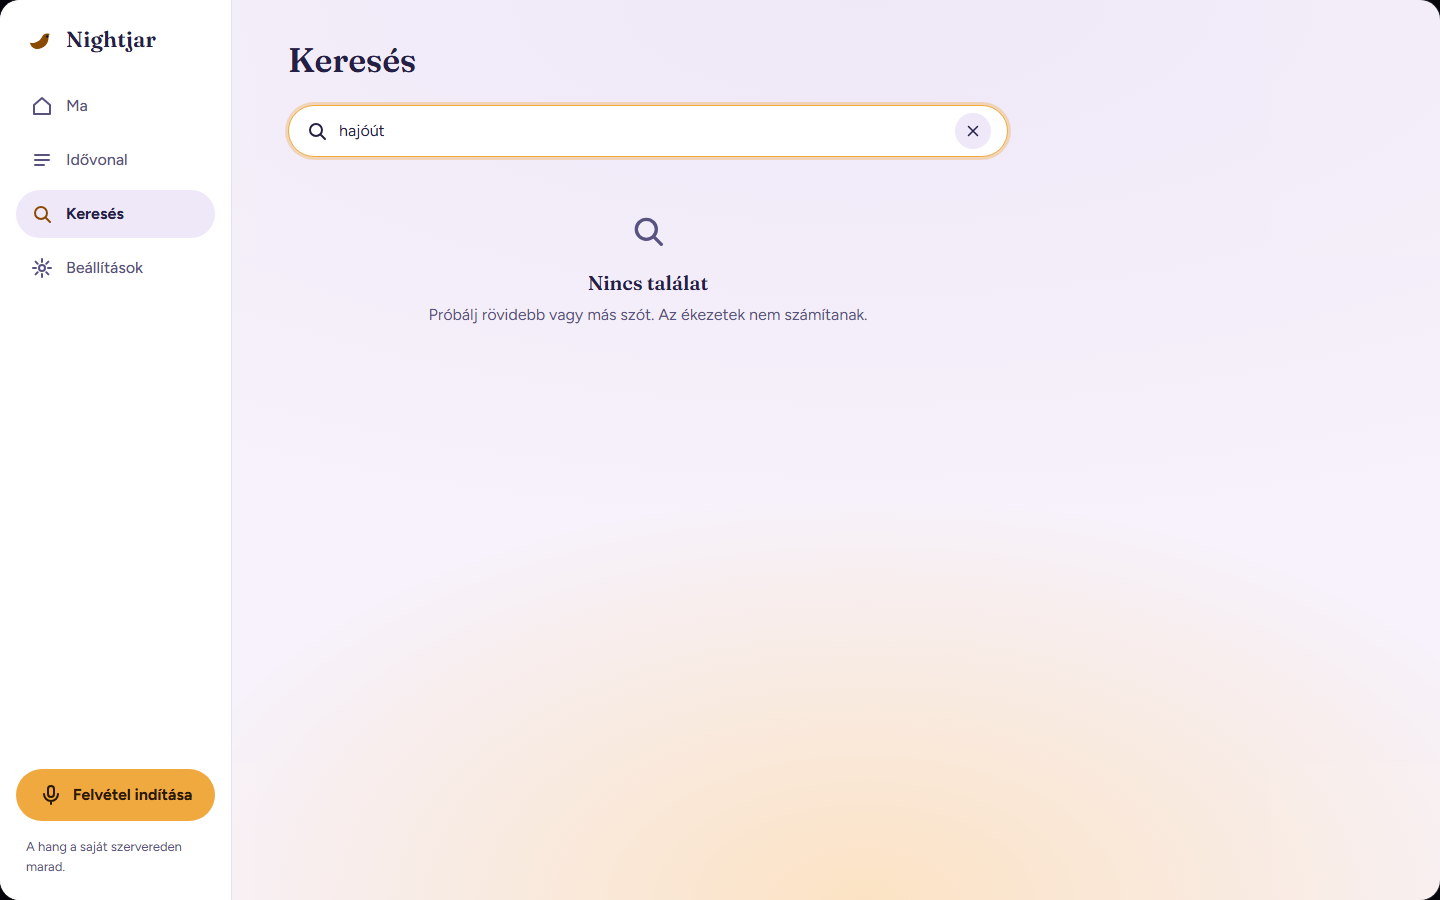 Nightjar
Ma
Idővonal
Keresés
Beállítások
Felvétel indítása
A hang a saját szervereden
marad.
Keresés
hajóút
Nincs találat
Próbálj rövidebb vagy más szót. Az ékezetek nem számítanak.